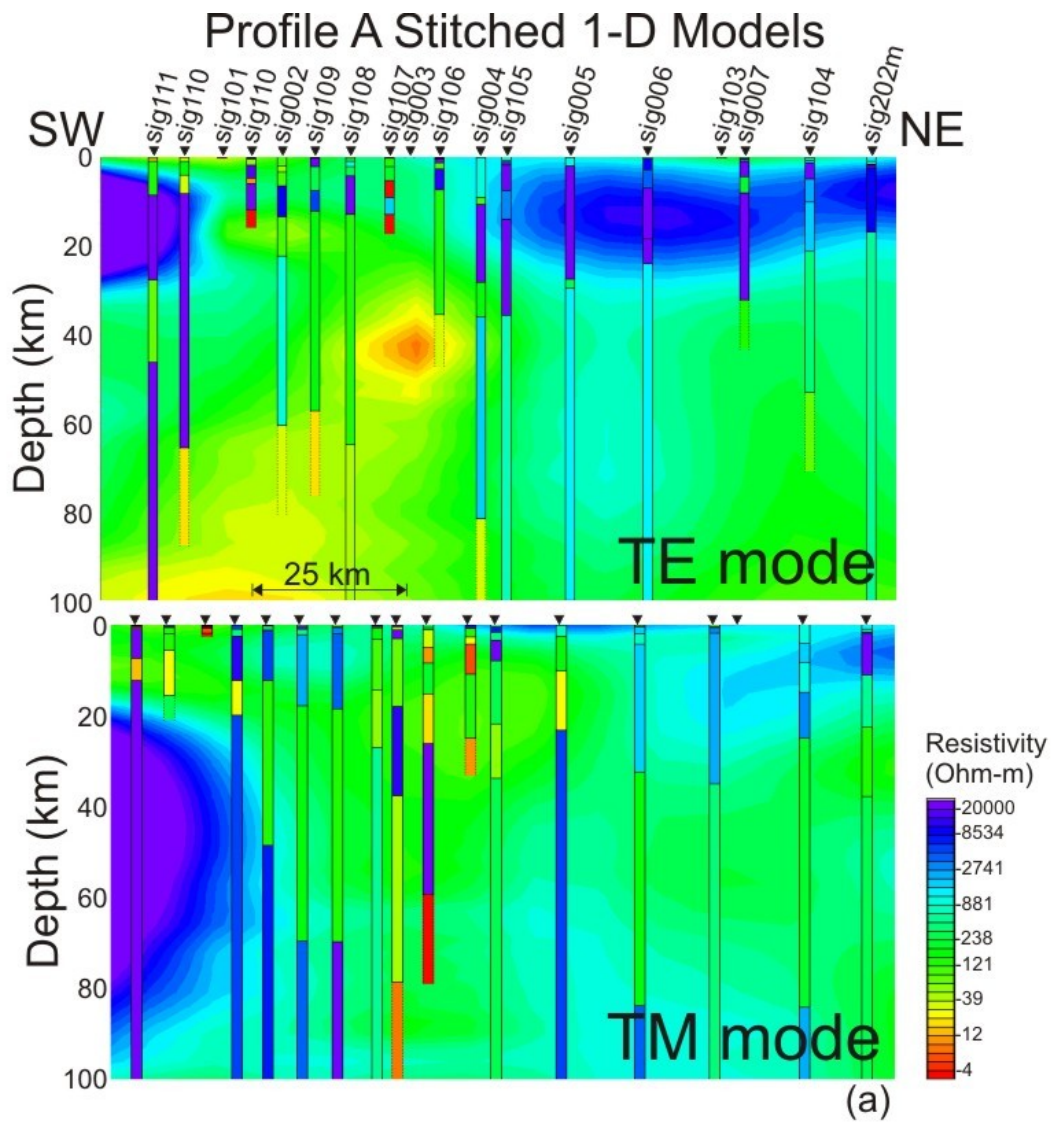 Profile A Stitched 1-D Models
SW
sig111
sig110
sig101
sig110
sig002
sig109
sig108
sig107
sig003
sig106
sig004
sig105
sig005
sig006
sig103
sig007
sig104
sig202m
NE
0
20
40
60
80
100
Depth (km)
25 km
TE mode
0
20
40
60
80
100
Depth (km)
TM mode
Resistivity
(Ohm-m)
20000
8534
2741
881
238
121
39
12
4
(a)